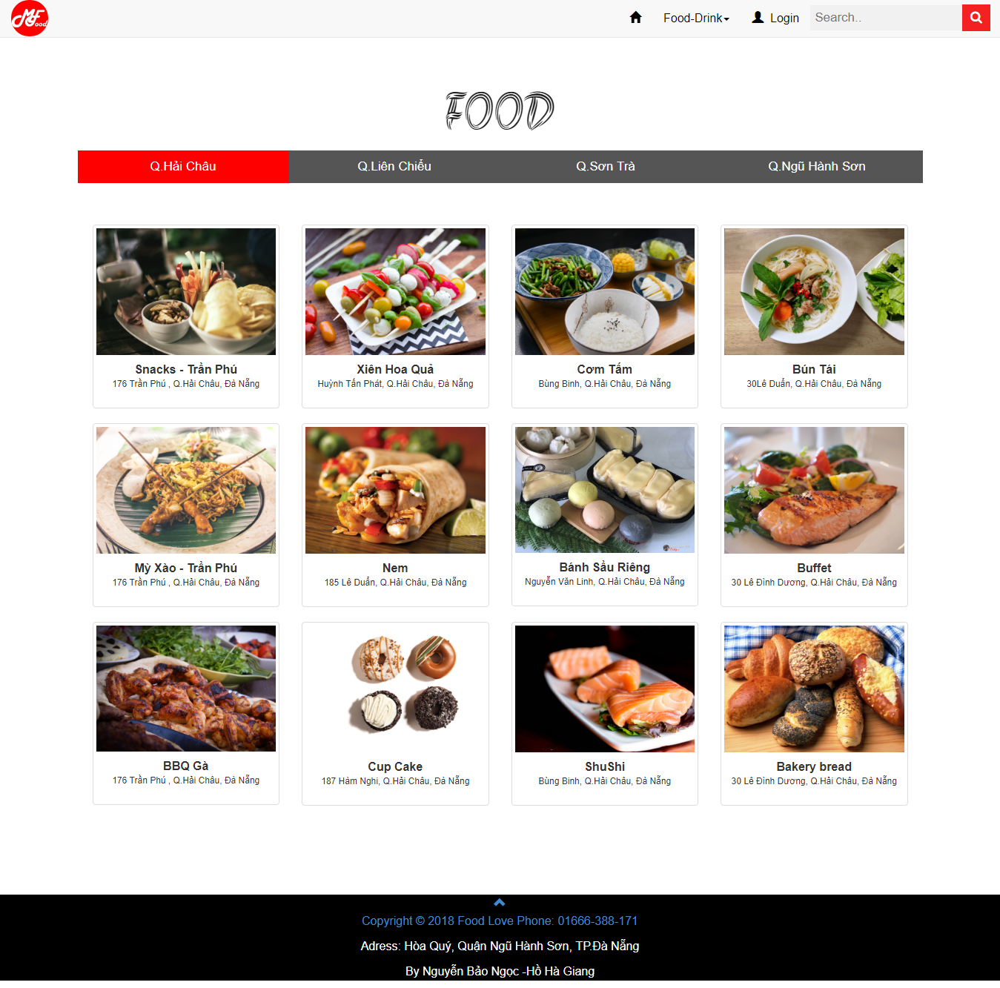 MF
ood
Food-Drink
Login
Search..
FOOD
Q.Hải Châu
Q.Liên Chiểu
Q.Sơn Trà
Q.Ngũ Hành Sơn
Snacks - Trần Phú
176 Trần Phú , Q.Hải Châu, Đà Nẵng
Xiên Hoa Quả
Huỳnh Tấn Phát, Q.Hải Châu, Đà Nẵng
Cơm Tấm
Bùng Binh, Q.Hải Châu, Đà Nẵng
Bún Tái
30Lê Duẩn, Q.Hải Châu, Đà Nẵng
Mỳ Xào - Trần Phú
176 Trần Phú , Q.Hải Châu, Đà Nẵng
Nem
185 Lê Duẩn, Q.Hải Châu, Đà Nẵng
Bánh Sầu Riêng
Nguyễn Văn Linh, Q.Hải Châu, Đà Nẵng
Buffet
30 Lê Đình Dương, Q.Hải Châu, Đà Nẵng
BBQ Gà
176 Trần Phú , Q.Hải Châu, Đà Nẵng
Cup Cake
187 Hàm Nghi, Q.Hải Châu, Đà Nẵng
ShuShi
Bùng Binh, Q.Hải Châu, Đà Nẵng
Bakery bread
30 Lê Đình Dương, Q.Hải Châu, Đà Nẵng
Copyright © 2018 Food Love Phone: 01666-388-171
Adress: Hòa Quý, Quận Ngũ Hành Sơn, TP.Đà Nẵng
By Nguyễn Bảo Ngọc -Hồ Hà Giang